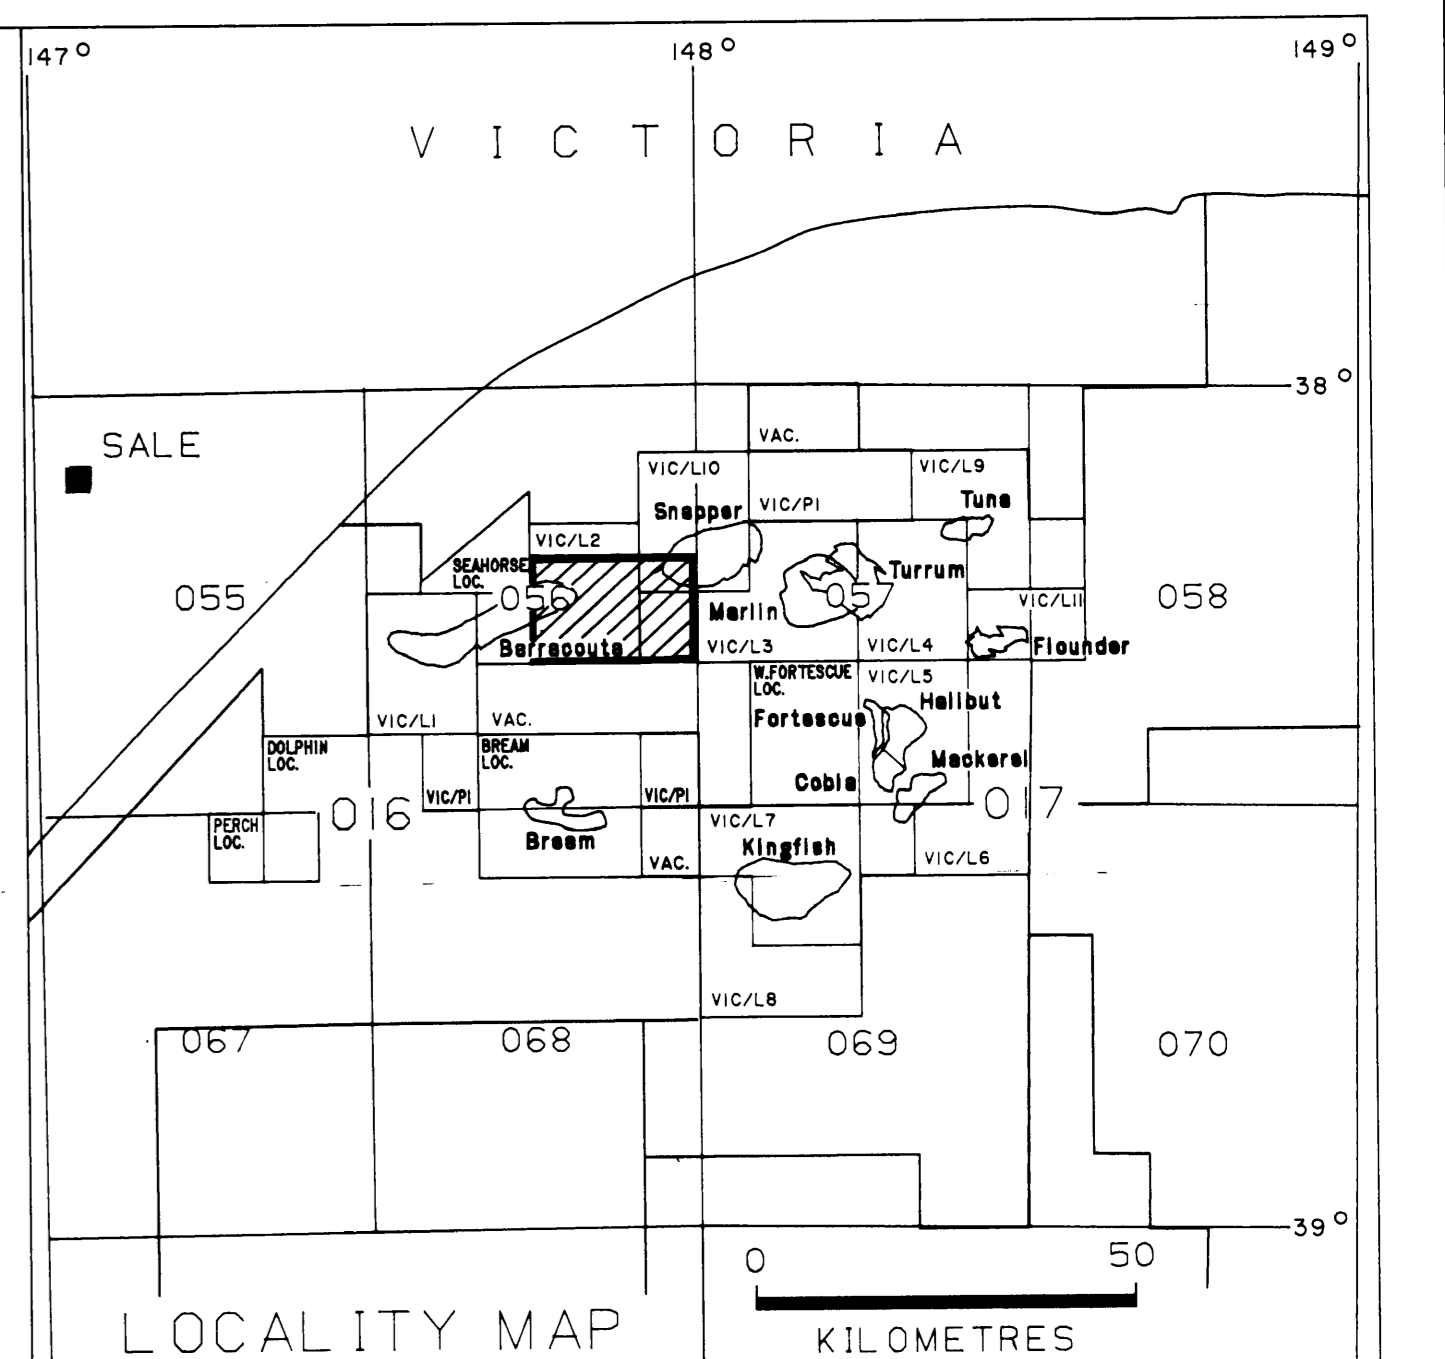 147° 148° 149°
VICTORIA
38°
SALE
VAC.
VIC/L10
VIC/L9
Snapper
VIC/P1
Tuna
VIC/L2
SEAHORSE
LOC.
055
056
05
Turrum
058
Marlin
VIC/L11
Barracouta
VIC/L3
VIC/L4
Flounder
W.FORTESCUE
LOC.
VIC/L5
Halibut
Fortescue
VIC/L1
VAC.
DOLPHIN
LOC.
BREAM
LOC.
Mackerel
Cobia
VIC/P1
VIC/P1
016
017
PERCH
LOC.
VIC/L7
Bream
Kingfish
VAC.
VIC/L6
VIC/L8
067
068
069
070
39°
0
50
LOCALITY MAP
KILOMETRES